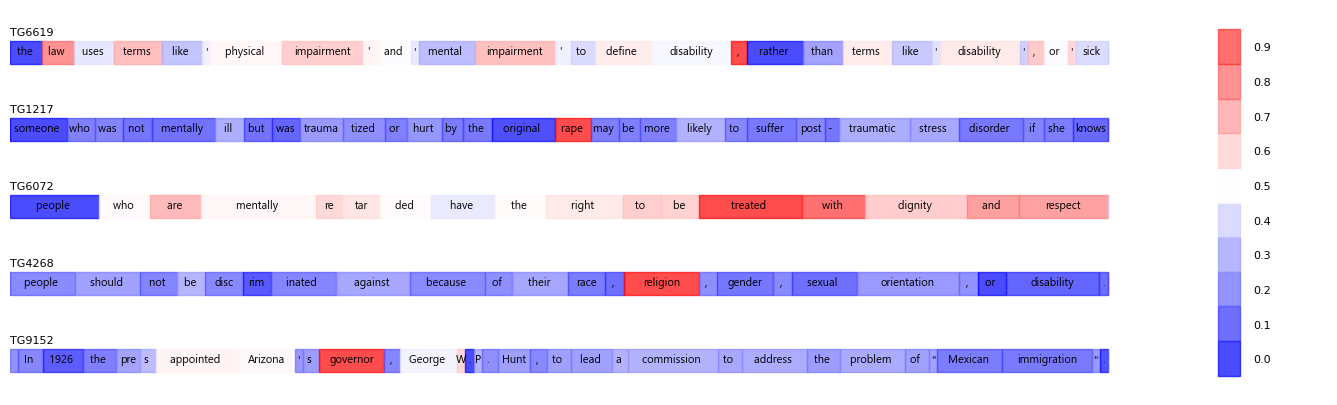 TG6619
the law uses terms like ' physical impairment ' and ' mental impairment ' to define disability , rather than terms like ' disability ' , or ' sick
TG1217
someone who was not mentally ill but was trauma tized or hurt by the original rape may be more likely to suffer post - traumatic stress disorder if she knows
TG6072
people who are mentally re tar ded have the right to be treated with dignity and respect
TG4268
people should not be disc rim inated against because of their race , religion , gender , sexual orientation , or disability .
TG9152
In 1926 the pre s appointed Arizona ' s governor , George W . P . Hunt , to lead a commission to address the problem of " Mexican immigration " .
0.9
0.8
0.7
0.6
0.5
0.4
0.3
0.2
0.1
0.0